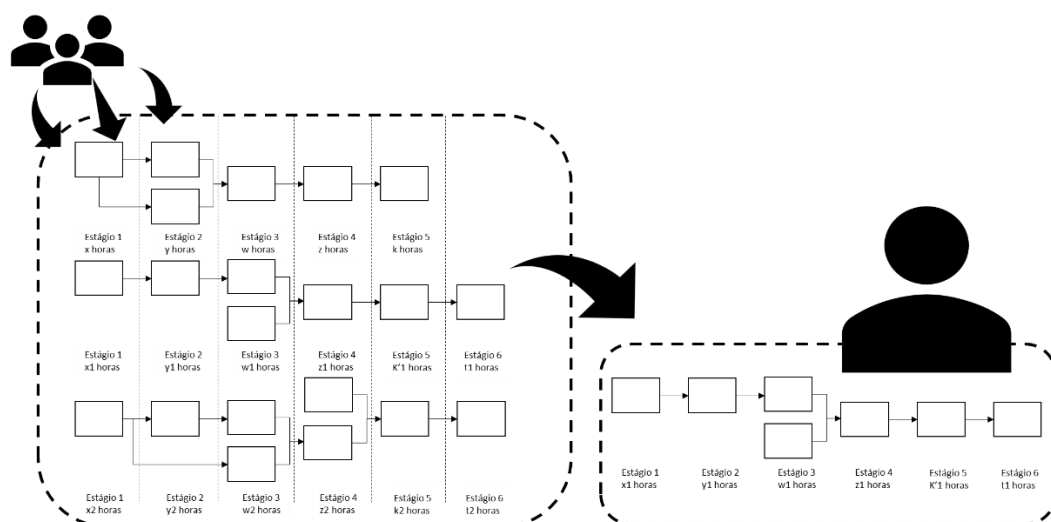 Estágio 1 Estágio 2 Estágio 3 Estágio 4 Estágio 5
x horas y horas w horas z horas k horas
Estágio 1 Estágio 2 Estágio 3 Estágio 4 Estágio 5 Estágio 6
x1 horas y1 horas w1 horas z1 horas K'1 horas t1 horas
Estágio 1 Estágio 2 Estágio 3 Estágio 4 Estágio 5 Estágio 6
x2 horas y2 horas w2 horas z2 horas k2 horas t2 horas
Estágio 1 Estágio 2 Estágio 3 Estágio 4 Estágio 5 Estágio 6
x1 horas y1 horas w1 horas z1 horas K'1 horas t1 horas